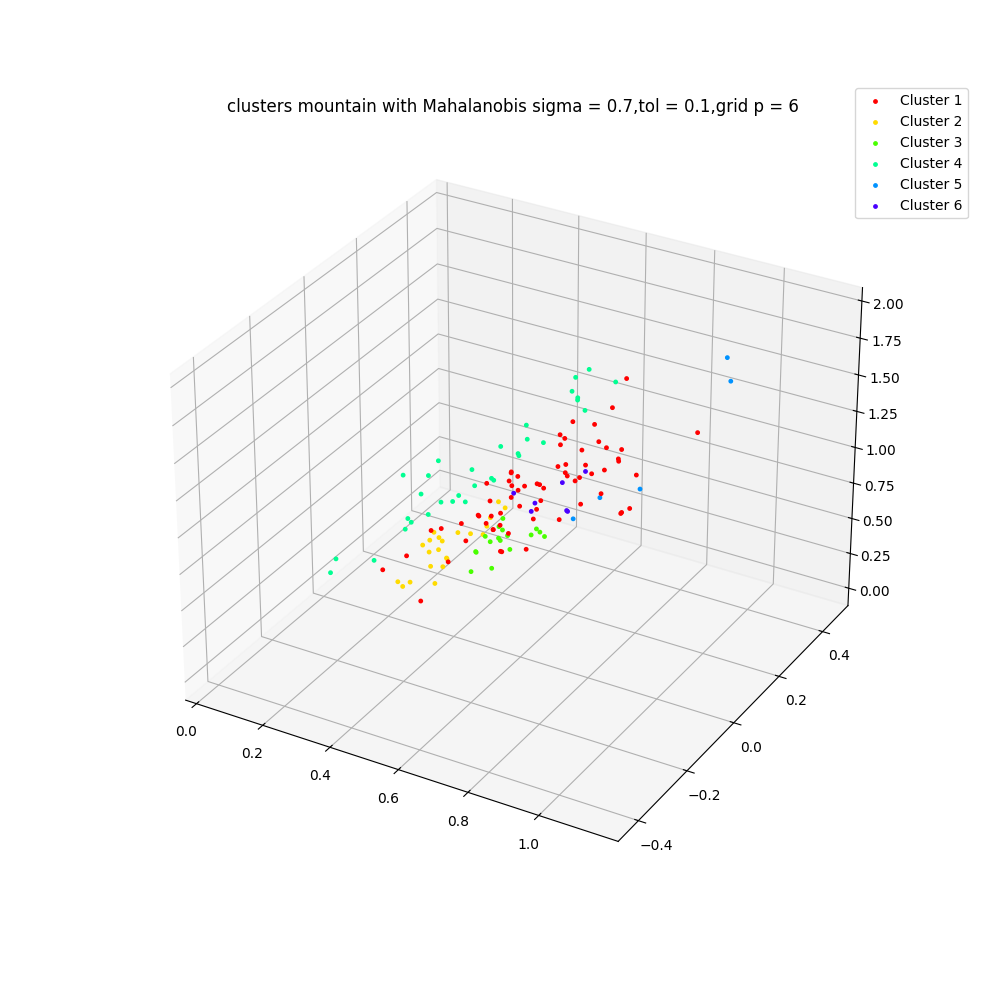 clusters mountain with Mahalanobis sigma = 0.7,tol = 0.1,grid p = 6
Cluster 1
Cluster 2
Cluster 3
Cluster 4
Cluster 5
Cluster 6
2.00
1.75
1.50
1.25
1.00
0.75
0.50
0.25
0.00
0.4
0.2
0.0
−0.2
−0.4
0.0
0.2
0.4
0.6
0.8
1.0